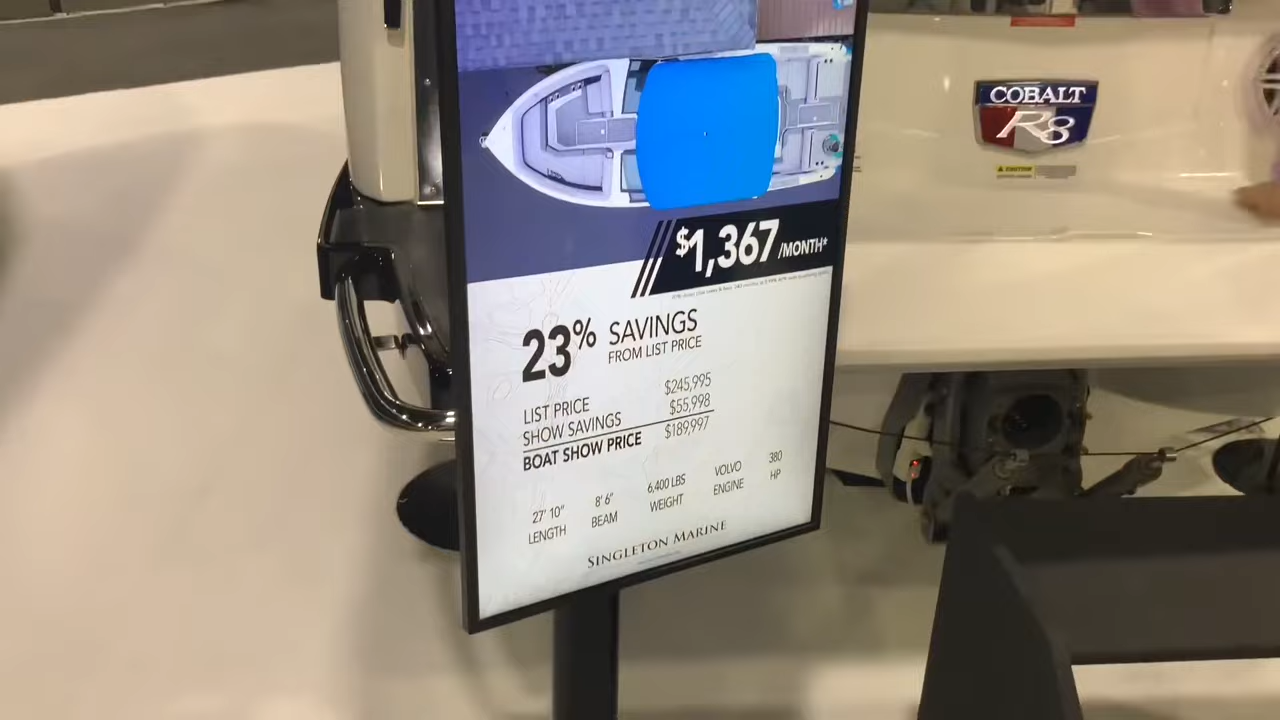 COBALT
R8
CAUTION
$1,367 /MONTH*
23% SAVINGS
FROM LIST PRICE
LIST PRICE $245,995
SHOW SAVINGS $55,998
BOAT SHOW PRICE $189,997
27' 10" 8' 6" 6,400 LBS VOLVO 380
LENGTH BEAM WEIGHT ENGINE HP
SINGLETON MARINE